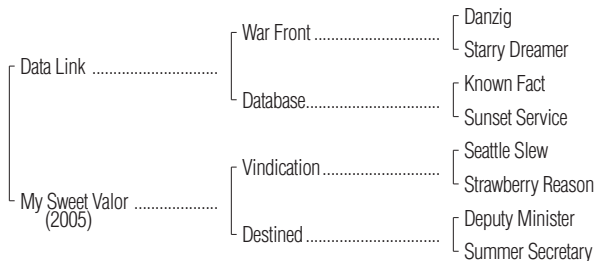 Danzig
War Front ..............................
Starry Dreamer
Data Link ..............................
Known Fact
Database................................
Sunset Service
Seattle Slew
Vindication............................
Strawberry Reason
My Sweet Valor ....................
(2005)
Deputy Minister
Destined................................
Summer Secretary